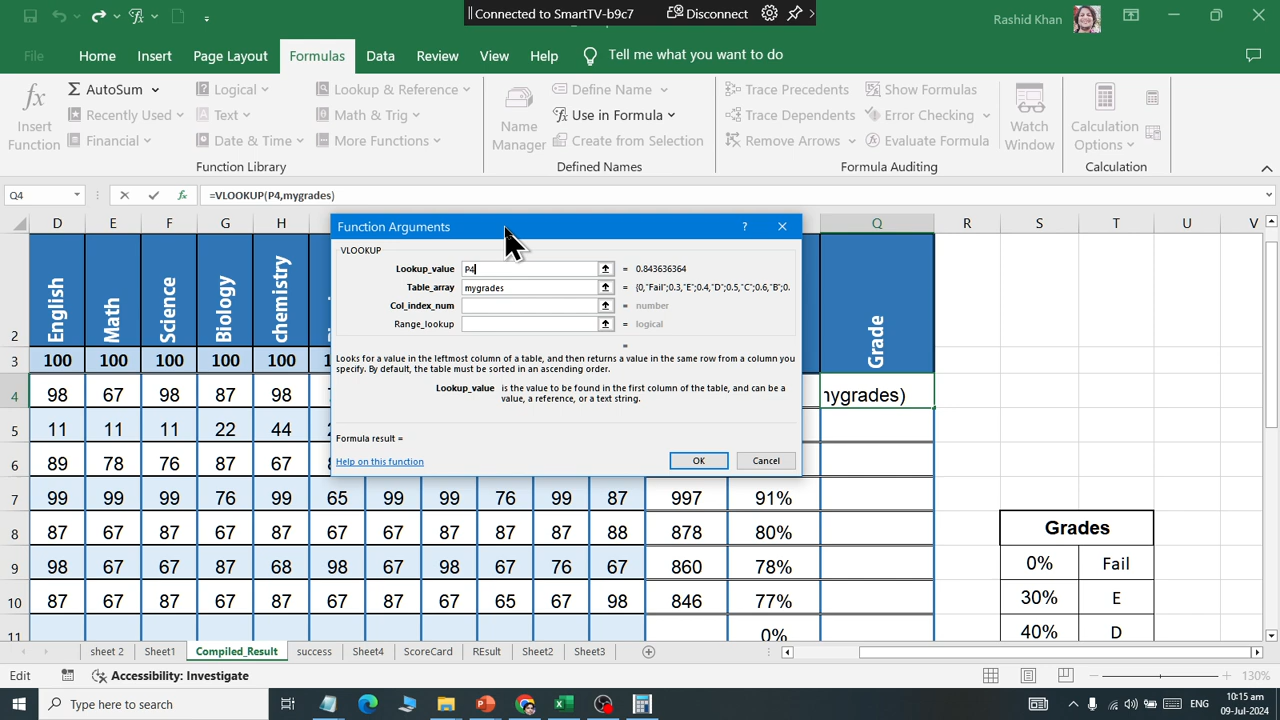 Connected to SmartTV-b9c7 Disconnect
Rashid Khan
File Home Insert Page Layout Formulas Data Review View Help Tell me what you want to do
fx Insert Function
AutoSum
Recently Used
Financial
Logical
Text
Date & Time
Lookup & Reference
Math & Trig
More Functions
Function Library
Name Manager
Define Name
Use in Formula
Create from Selection
Defined Names
Trace Precedents
Trace Dependents
Remove Arrows
Show Formulas
Error Checking
Evaluate Formula
Formula Auditing
Watch Window
Calculation Options
Calculation
Q4 fx =VLOOKUP(P4,mygrades)
D E F G H Q R S T U V
Function Arguments ?
VLOOKUP
Lookup_value P4 = 0.843636364
Table_array mygrades = {0,"Fail";0.3,"E";0.4,"D";0.5,"C";0.6,"B";0.
Col_index_num = number
Range_lookup = logical
=
Looks for a value in the leftmost column of a table, and then returns a value in the same row from a column you
specify. By default, the table must be sorted in an ascending order.
Lookup_value is the value to be found in the first column of the table, and can be a
value, a reference, or a text string.
Formula result =
Help on this function OK Cancel
2 English Math Science Biology chemistry Grade
3 100 100 100 100 100
4 98 67 98 87 98 mygrades)
5 11 11 11 22 44
6 89 78 76 87 67
7 99 99 99 76 99 65 99 99 76 99 87 997 91%
8 87 67 87 67 87 67 87 67 87 67 88 878 80% Grades
9 98 67 98 87 68 98 67 98 67 76 67 860 78% 0% Fail
10 87 67 87 67 87 67 87 67 65 67 98 846 77% 30% E
11 0% 40% D
sheet 2 Sheet1 Compiled_Result success Sheet4 ScoreCard REsult Sheet2 Sheet3
Edit Accessibility: Investigate 130%
Type here to search ENG 10:15 am
09-Jul-2024